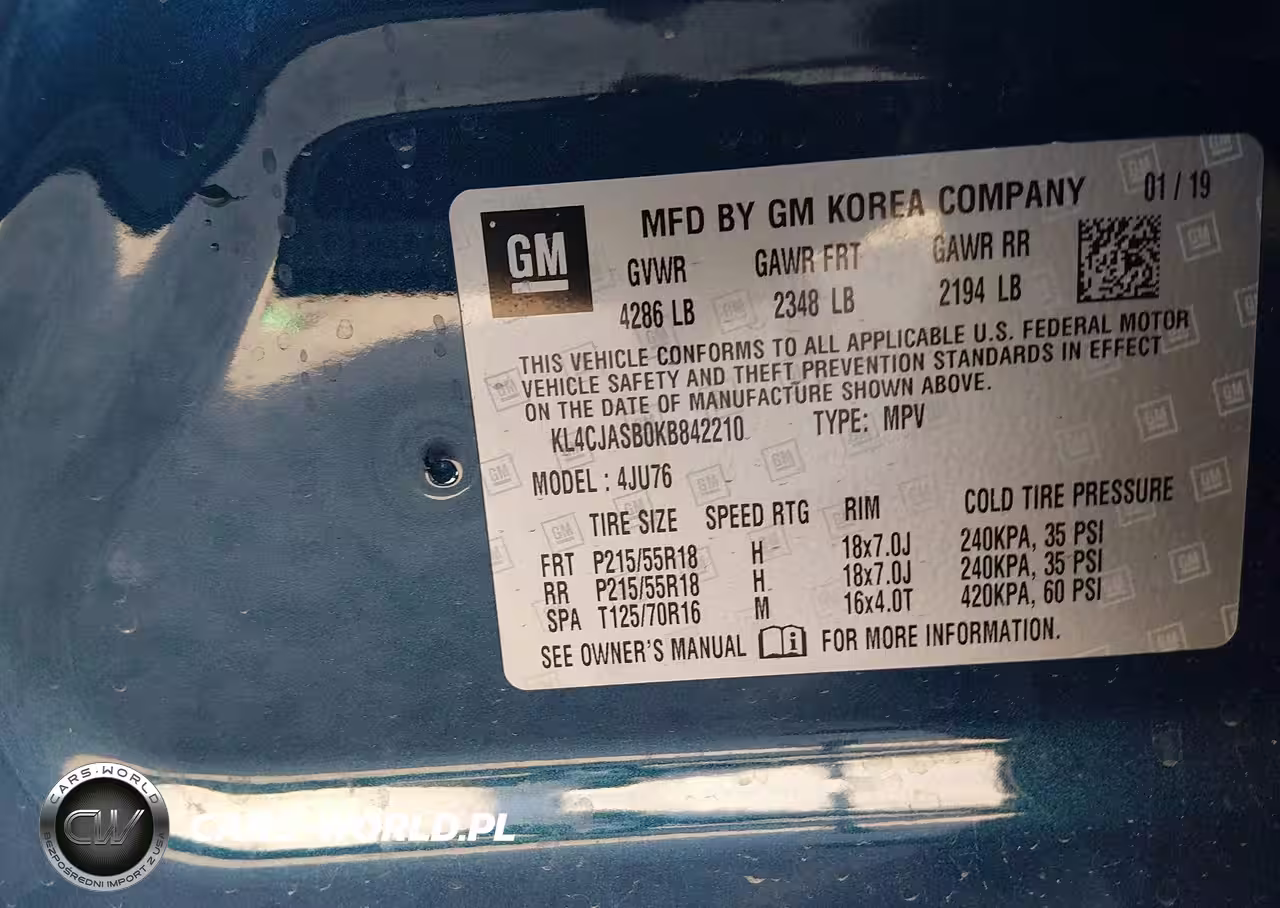 GM
MFD BY GM KOREA COMPANY 01 / 19
GVWR GAWR FRT GAWR RR
4286 LB 2348 LB 2194 LB
THIS VEHICLE CONFORMS TO ALL APPLICABLE U.S. FEDERAL MOTOR
VEHICLE SAFETY AND THEFT PREVENTION STANDARDS IN EFFECT
ON THE DATE OF MANUFACTURE SHOWN ABOVE.
KL4CJASB0KB842210 TYPE: MPV
MODEL : 4JU76
TIRE SIZE SPEED RTG RIM COLD TIRE PRESSURE
FRT P215/55R18 H 18x7.0J 240KPA, 35 PSI
RR P215/55R18 H 18x7.0J 240KPA, 35 PSI
SPA T125/70R16 M 16x4.0T 420KPA, 60 PSI
SEE OWNER'S MANUAL FOR MORE INFORMATION.
CARS-WORLD
CW
BEZPOŚREDNI IMPORT Z USA
CARS-WORLD.PL